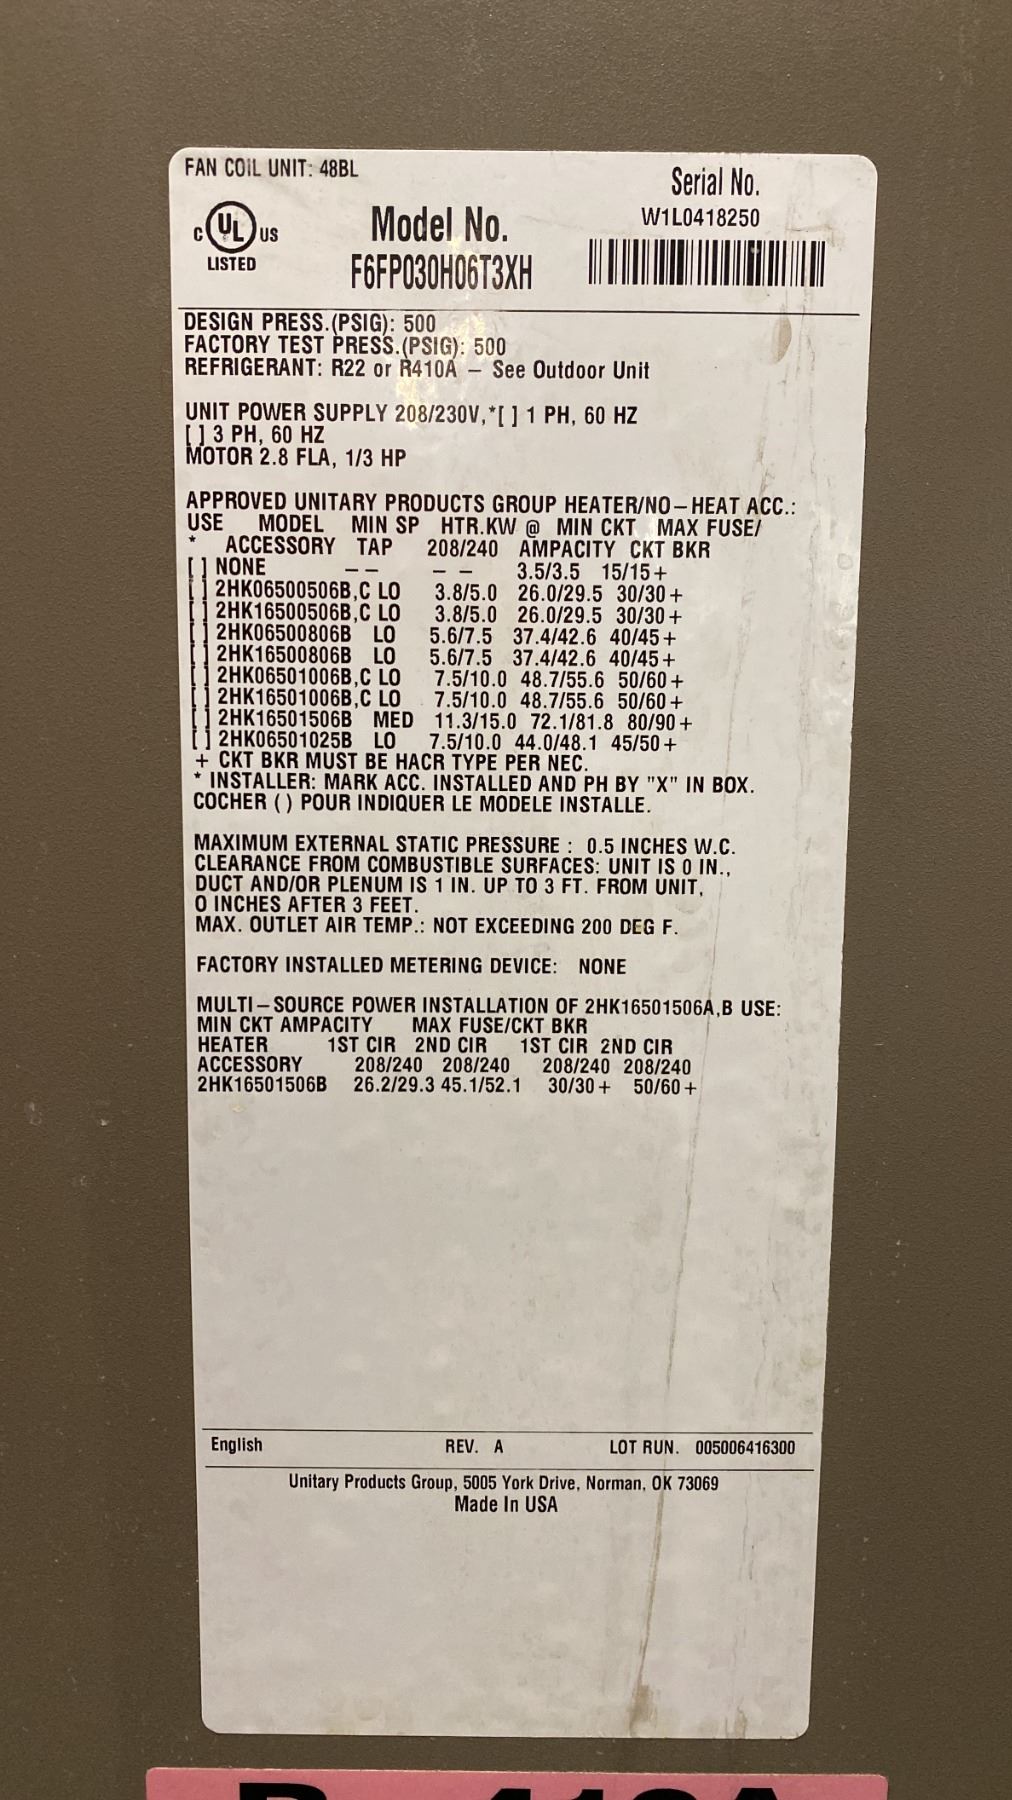 FAN COIL UNIT: 48BL
Serial No.
W1L0418250
C UL US
LISTED
Model No.
F6FP030H06T3XH
DESIGN PRESS.(PSIG): 500
FACTORY TEST PRESS.(PSIG): 500
REFRIGERANT: R22 or R410A – See Outdoor Unit
UNIT POWER SUPPLY 208/230V,*[ ] 1 PH, 60 HZ
[ ] 3 PH, 60 HZ
MOTOR 2.8 FLA, 1/3 HP
APPROVED UNITARY PRODUCTS GROUP HEATER/NO–HEAT ACC.:
USE MODEL MIN SP HTR.KW @ MIN CKT MAX FUSE/
* ACCESSORY TAP 208/240 AMPACITY CKT BKR
[ ] NONE – – – – 3.5/3.5 15/15+
[ ] 2HK06500506B,C LO 3.8/5.0 26.0/29.5 30/30+
[ ] 2HK16500506B,C LO 3.8/5.0 26.0/29.5 30/30+
[ ] 2HK06500806B LO 5.6/7.5 37.4/42.6 40/45+
[ ] 2HK16500806B LO 5.6/7.5 37.4/42.6 40/45+
[ ] 2HK06501006B,C LO 7.5/10.0 48.7/55.6 50/60+
[ ] 2HK16501006B,C LO 7.5/10.0 48.7/55.6 50/60+
[ ] 2HK16501506B MED 11.3/15.0 72.1/81.8 80/90+
[ ] 2HK06501025B LO 7.5/10.0 44.0/48.1 45/50+
+ CKT BKR MUST BE HACR TYPE PER NEC.
* INSTALLER: MARK ACC. INSTALLED AND PH BY "X" IN BOX.
COCHER ( ) POUR INDIQUER LE MODELE INSTALLE.
MAXIMUM EXTERNAL STATIC PRESSURE : 0.5 INCHES W.C.
CLEARANCE FROM COMBUSTIBLE SURFACES: UNIT IS 0 IN.,
DUCT AND/OR PLENUM IS 1 IN. UP TO 3 FT. FROM UNIT,
0 INCHES AFTER 3 FEET.
MAX. OUTLET AIR TEMP.: NOT EXCEEDING 200 DEG F.
FACTORY INSTALLED METERING DEVICE: NONE
MULTI–SOURCE POWER INSTALLATION OF 2HK16501506A,B USE:
MIN CKT AMPACITY MAX FUSE/CKT BKR
HEATER 1ST CIR 2ND CIR 1ST CIR 2ND CIR
ACCESSORY 208/240 208/240 208/240 208/240
2HK16501506B 26.2/29.3 45.1/52.1 30/30+ 50/60+
English REV. A LOT RUN. 005006416300
Unitary Products Group, 5005 York Drive, Norman, OK 73069
Made In USA